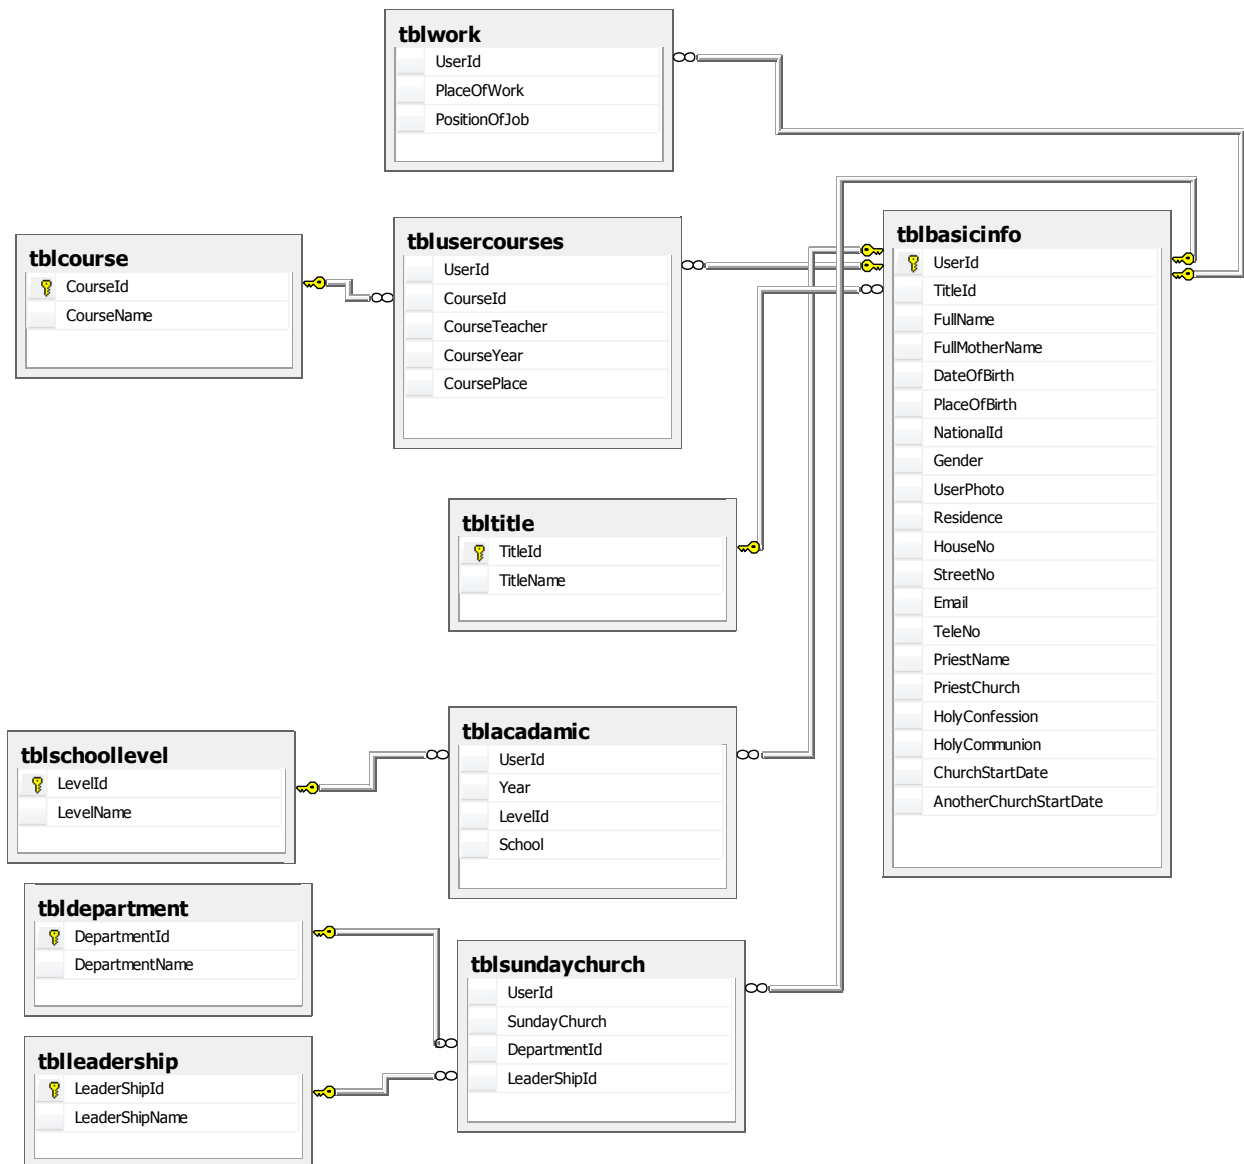 tblwork
UserId
PlaceOfWork
PositionOfJob
tblcourse
CourseId
CourseName
tblusercourses
UserId
CourseId
CourseTeacher
CourseYear
CoursePlace
tblbasicinfo
UserId
TitleId
FullName
FullMotherName
DateOfBirth
PlaceOfBirth
NationalId
Gender
UserPhoto
Residence
HouseNo
StreetNo
Email
TeleNo
PriestName
PriestChurch
HolyConfession
HolyCommunion
ChurchStartDate
AnotherChurchStartDate
tbltitle
TitleId
TitleName
tblschoollevel
LevelId
LevelName
tblacadamic
UserId
Year
LevelId
School
tbldepartment
DepartmentId
DepartmentName
tblsundaychurch
UserId
SundayChurch
DepartmentId
LeaderShipId
tblleadership
LeaderShipId
LeaderShipName